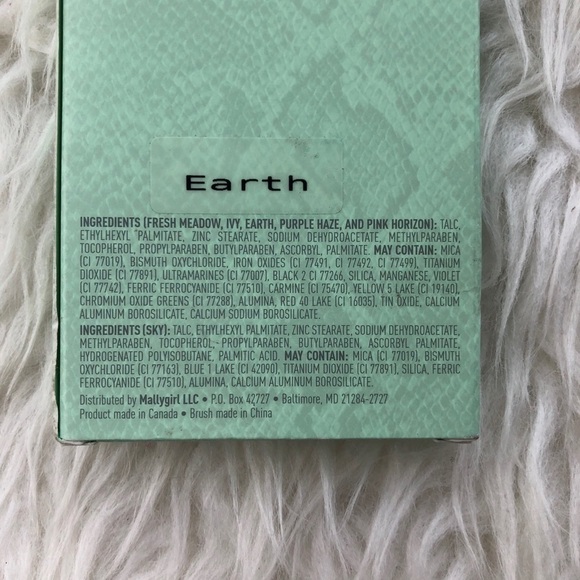 Earth
INGREDIENTS (FRESH MEADOW, IVY, EARTH, PURPLE HAZE, AND PINK HORIZON): TALC,
ETHYLHEXYL PALMITATE, ZINC STEARATE, SODIUM DEHYDROACETATE, METHYLPARABEN,
TOCOPHEROL, PROPYLPARABEN, BUTYLPARABEN, ASCORBYL, PALMITATE. MAY CONTAIN: MICA
(CI 77019), BISMUTH OXYCHLORIDE, IRON OXIDES (CI 77491, CI 77492, CI 77499), TITANIUM
DIOXIDE (CI 77891), ULTRAMARINES (CI 77007), BLACK 2 CI 77266, SILICA, MANGANESE, VIOLET
(CI 77742), FERRIC FERROCYANIDE (CI 77510), CARMINE (CI 75470), YELLOW 5 LAKE (CI 19140),
CHROMIUM OXIDE GREENS (CI 77288), ALUMINA, RED 40 LAKE (CI 16035), TIN OXIDE, CALCIUM
ALUMINUM BOROSILICATE, CALCIUM SODIUM BOROSILICATE.
INGREDIENTS (SKY): TALC, ETHYLHEXYL PALMITATE, ZINC STEARATE, SODIUM DEHYDROACETATE,
METHYLPARABEN, TOCOPHEROL, PROPYLPARABEN, BUTYLPARABEN, ASCORBYL PALMITATE,
HYDROGENATED POLYISOBUTANE, PALMITIC ACID. MAY CONTAIN: MICA (CI 77019), BISMUTH
OXYCHLORIDE (CI 77163), BLUE 1 LAKE (CI 42090), TITANIUM DIOXIDE (CI 77891), SILICA, FERRIC
FERROCYANIDE (CI 77510), ALUMINA, CALCIUM ALUMINUM BOROSILICATE.
Distributed by Mallygirl LLC • P.O. Box 42727 • Baltimore, MD 21284-2727
Product made in Canada • Brush made in China